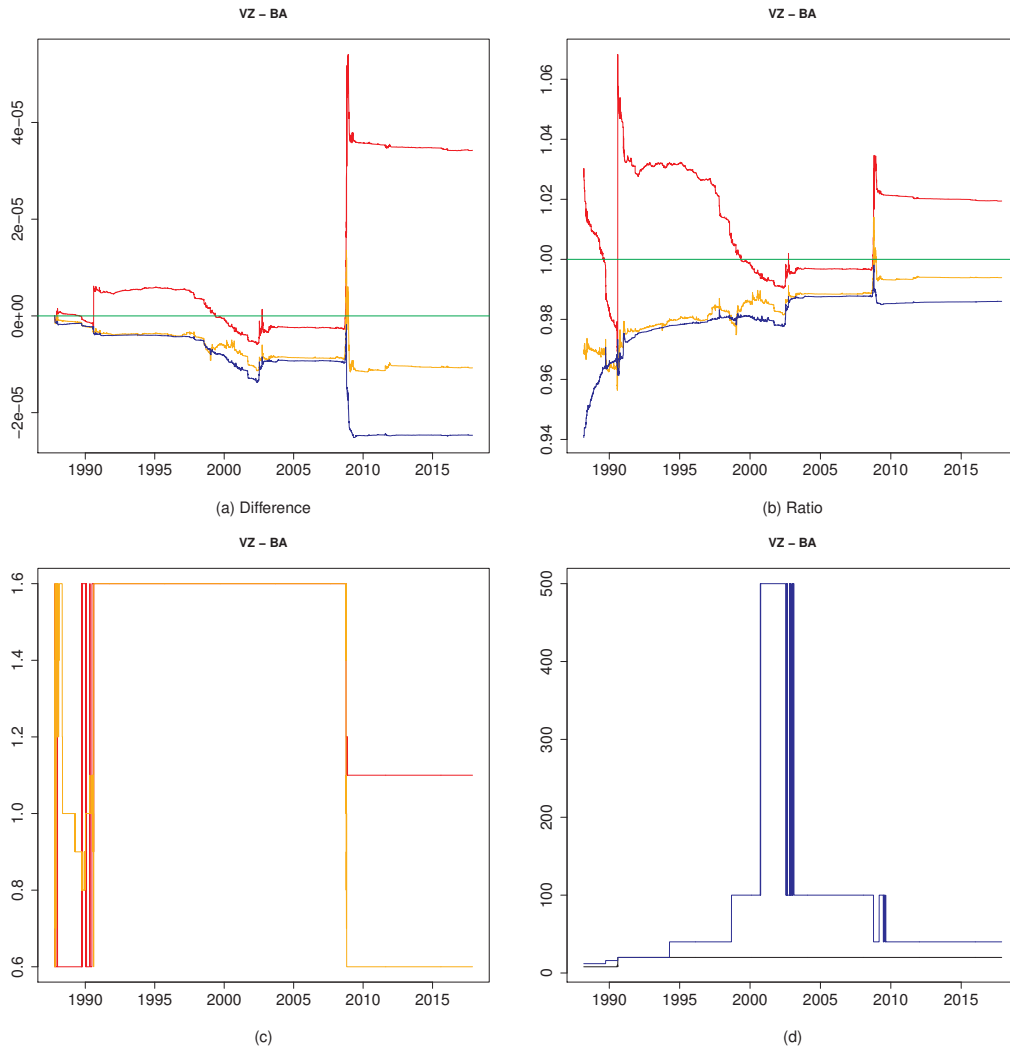 VZ – BA
4e-05
2e-05
0e+00
-2e-05
1990 1995 2000 2005 2010 2015
(a) Difference
VZ – BA
1.06
1.04
1.02
1.00
0.98
0.96
0.94
1990 1995 2000 2005 2010 2015
(b) Ratio
VZ – BA
1.6
1.4
1.2
1.0
0.8
0.6
1990 1995 2000 2005 2010 2015
(c)
VZ – BA
500
400
300
200
100
0
1990 1995 2000 2005 2010 2015
(d)